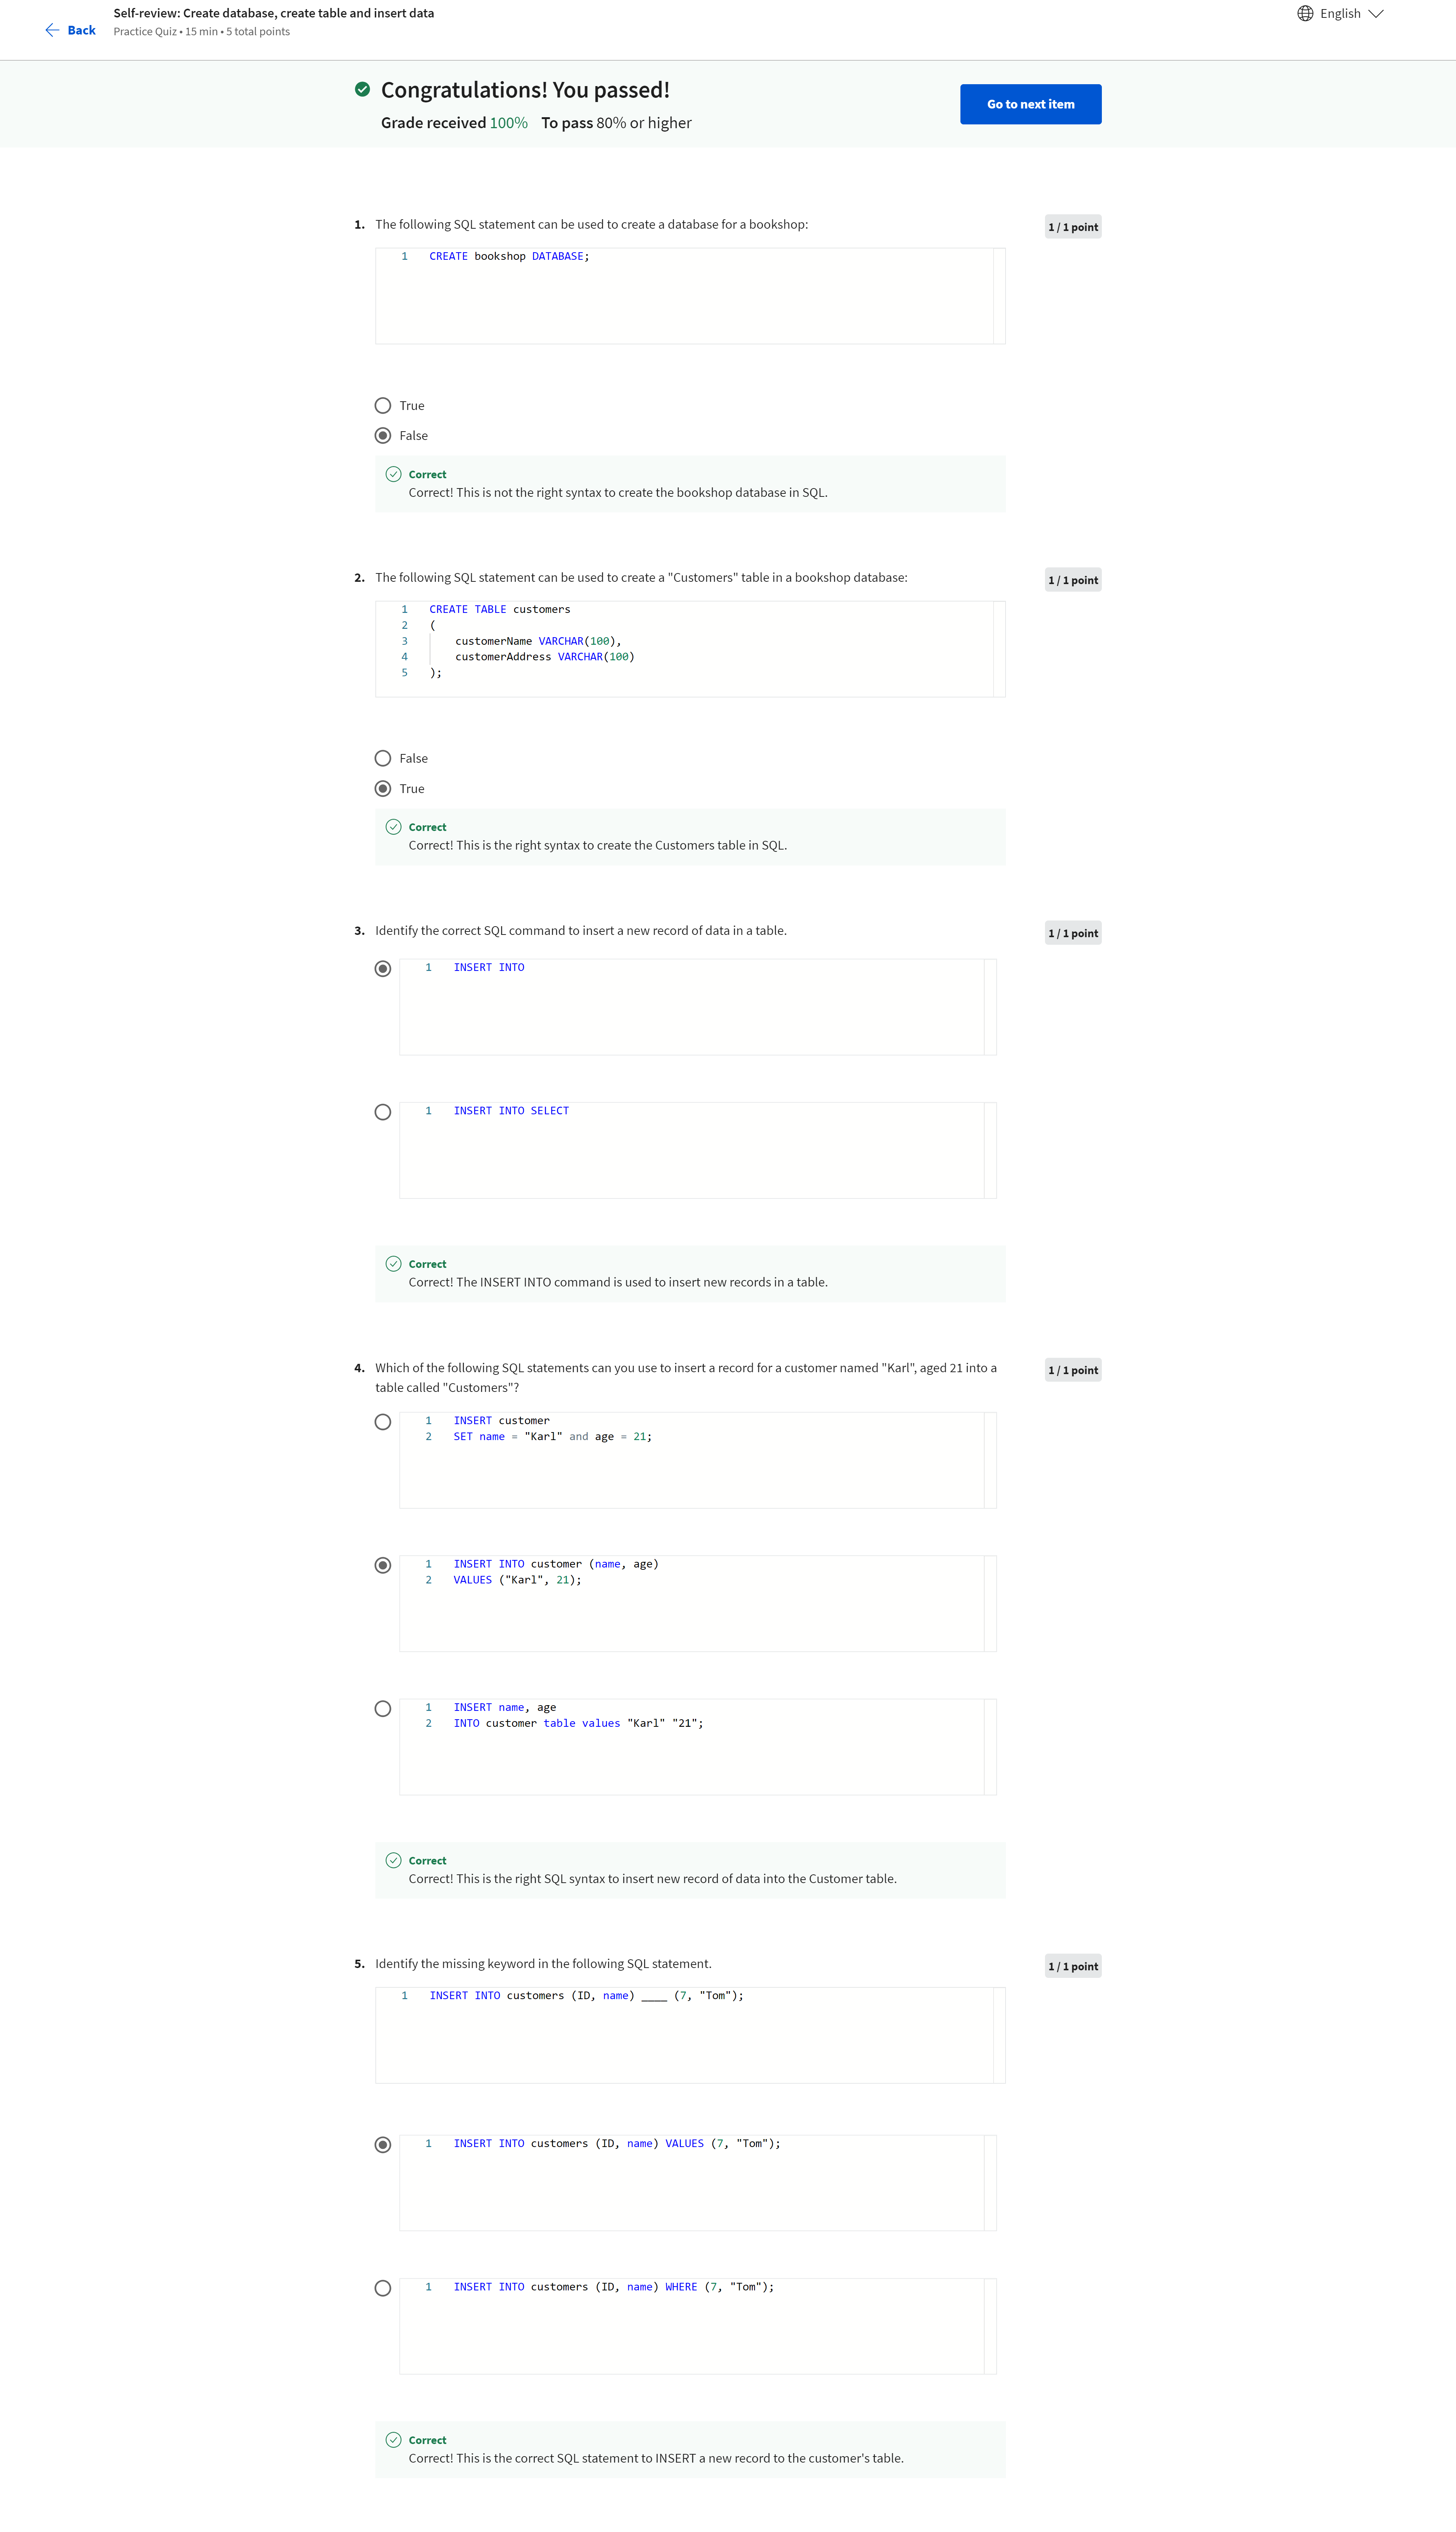 Self-review: Create database, create table and insert data
Back
Practice Quiz • 15 min • 5 total points
English
Congratulations! You passed!
Grade received 100% To pass 80% or higher
Go to next item
1. The following SQL statement can be used to create a database for a bookshop:
1 / 1 point
1 CREATE bookshop DATABASE;
True
False
Correct
Correct! This is not the right syntax to create the bookshop database in SQL.
2. The following SQL statement can be used to create a "Customers" table in a bookshop database:
1 / 1 point
1 CREATE TABLE customers
2 (
3 customerName VARCHAR(100),
4 customerAddress VARCHAR(100)
5 );
False
True
Correct
Correct! This is the right syntax to create the Customers table in SQL.
3. Identify the correct SQL command to insert a new record of data in a table.
1 / 1 point
1 INSERT INTO
1 INSERT INTO SELECT
Correct
Correct! The INSERT INTO command is used to insert new records in a table.
4. Which of the following SQL statements can you use to insert a record for a customer named "Karl", aged 21 into a
table called "Customers"?
1 / 1 point
1 INSERT customer
2 SET name = "Karl" and age = 21;
1 INSERT INTO customer (name, age)
2 VALUES ("Karl", 21);
1 INSERT name, age
2 INTO customer table values "Karl" "21";
Correct
Correct! This is the right SQL syntax to insert new record of data into the Customer table.
5. Identify the missing keyword in the following SQL statement.
1 / 1 point
1 INSERT INTO customers (ID, name) ____ (7, "Tom");
1 INSERT INTO customers (ID, name) VALUES (7, "Tom");
1 INSERT INTO customers (ID, name) WHERE (7, "Tom");
Correct
Correct! This is the correct SQL statement to INSERT a new record to the customer's table.